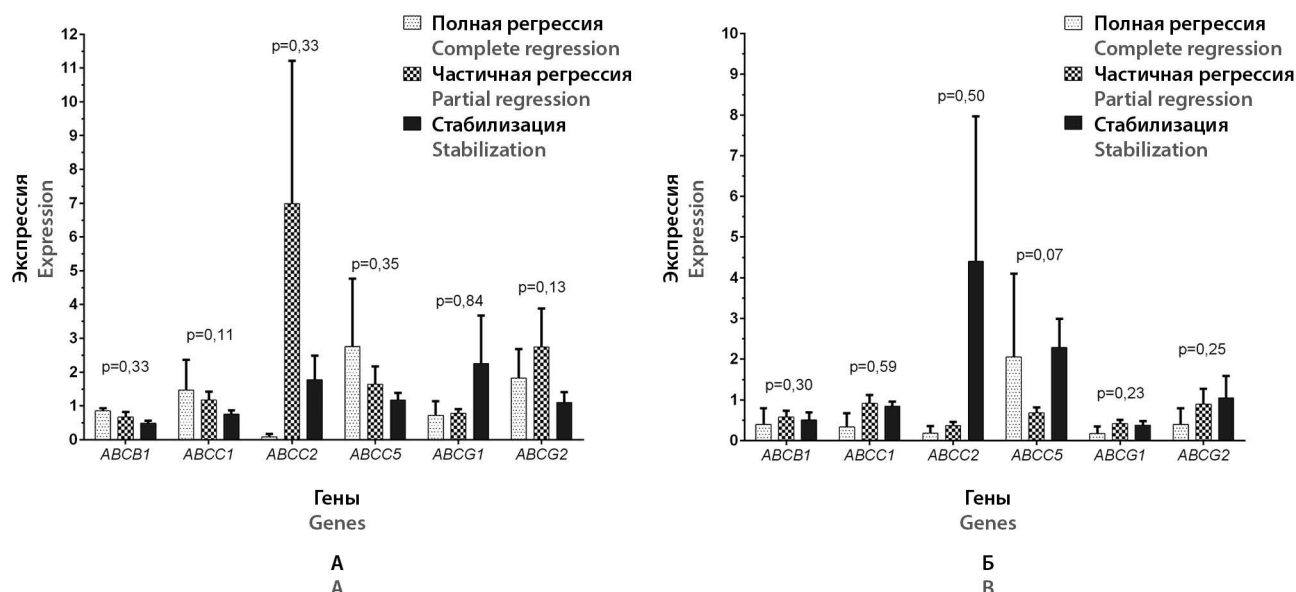 Полная регрессия
Complete regression
Частичная регрессия
Partial regression
Стабилизация
Stabilization
Экспрессия
Expression
12
11
10
9
8
7
6
5
4
3
2
1
0
p=0,33
p=0,11
p=0,33
p=0,35
p=0,84
p=0,13
ABCB1
ABCC1
ABCC2
ABCC5
ABCG1
ABCG2
Гены
Genes
А
A
Полная регрессия
Complete regression
Частичная регрессия
Partial regression
Стабилизация
Stabilization
Экспрессия
Expression
10
9
8
7
6
5
4
3
2
1
0
p=0,30
p=0,59
p=0,50
p=0,07
p=0,23
p=0,25
ABCB1
ABCC1
ABCC2
ABCC5
ABCG1
ABCG2
Гены
Genes
Б
B